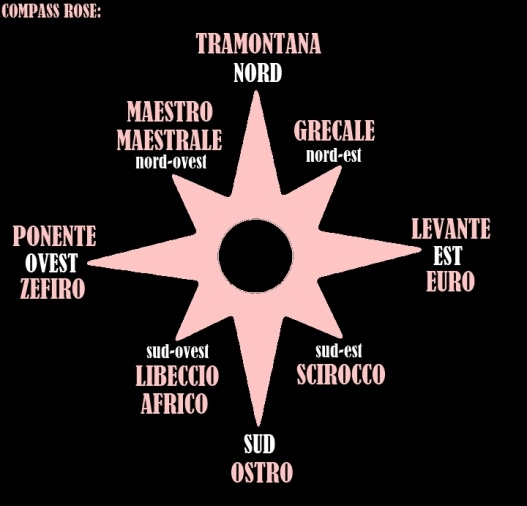 COMPASS ROSE:
TRAMONTANA
NORD
MAESTRO
MAESTRALE
nord-ovest
GRECALE
nord-est
PONENTE
OVEST
ZEFIRO
LEVANTE
EST
EURO
sud-ovest
LIBECCIO
AFRICO
sud-est
SCIROCCO
SUD
OSTRO